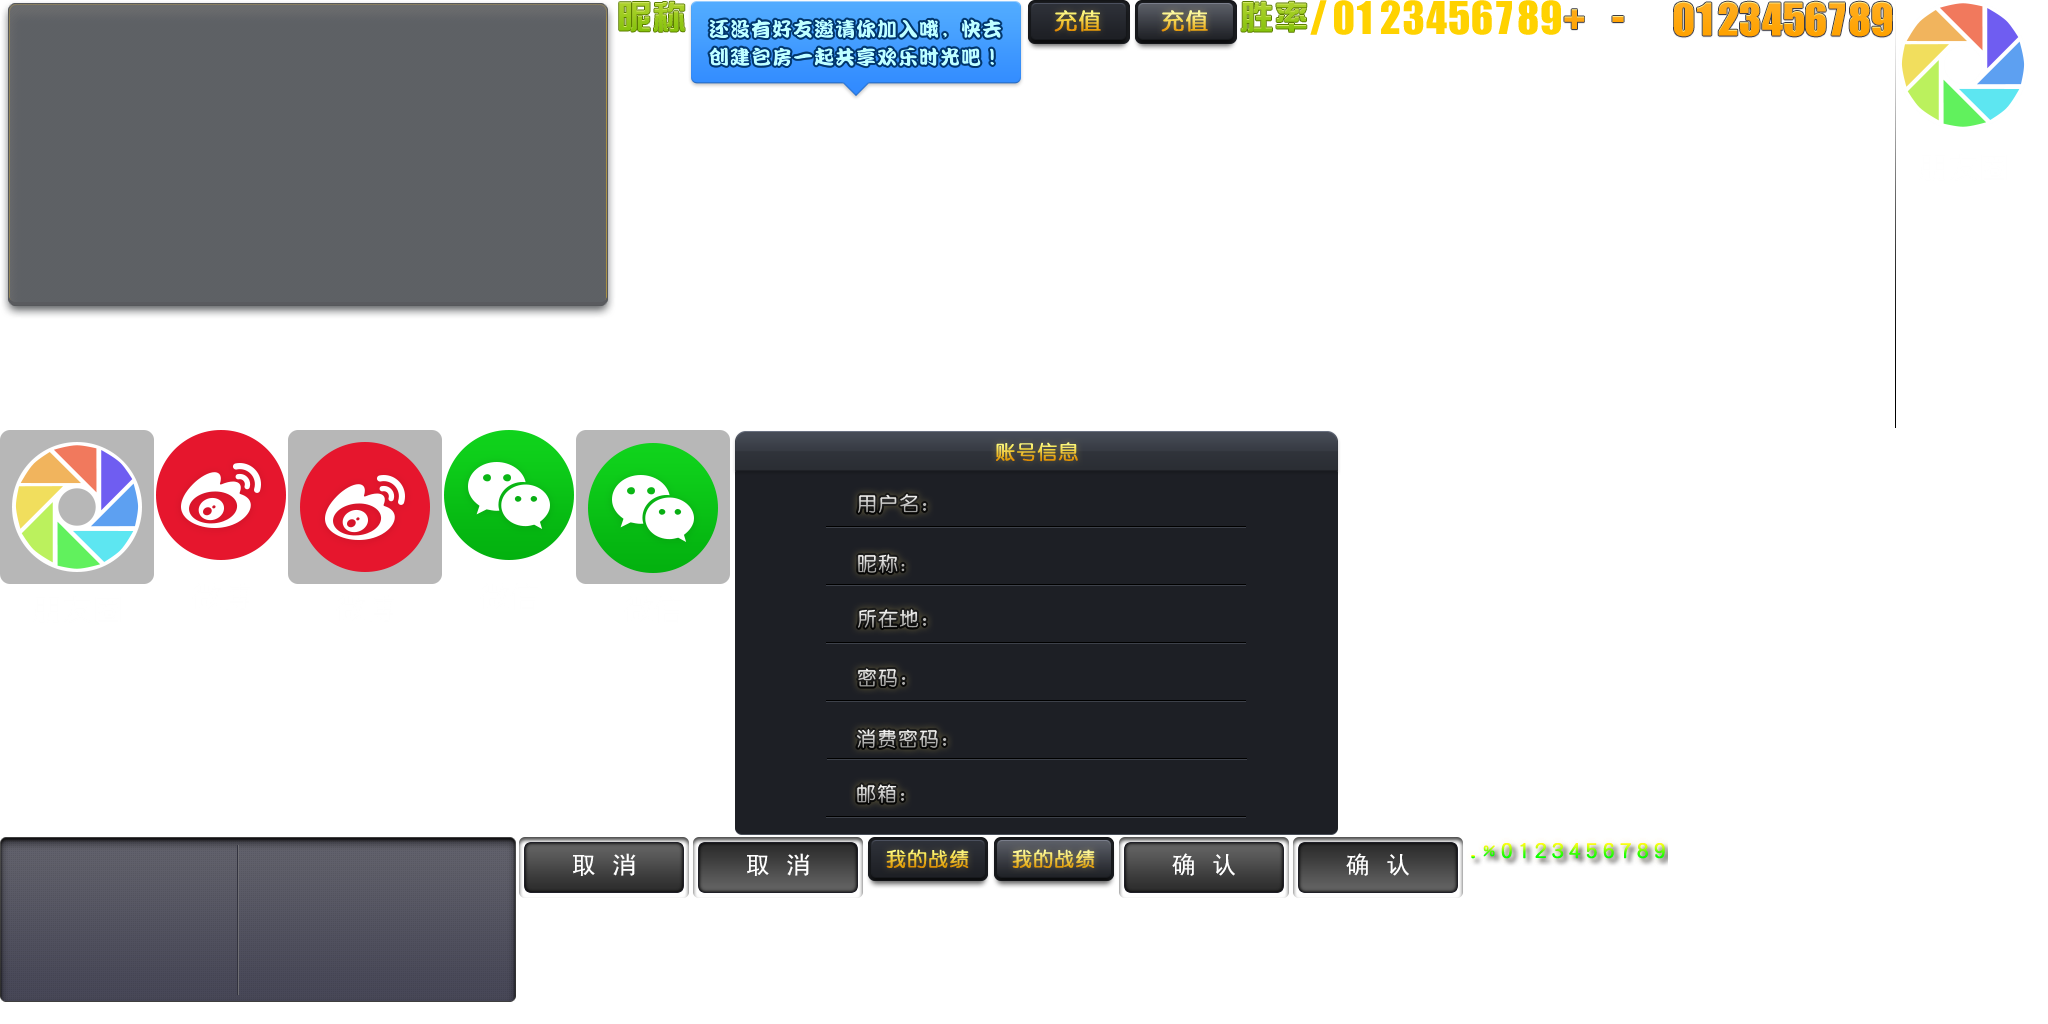 昵称
还没有好友邀请你加入哦，快去
创建包房一起共享欢乐时光吧！
充值
充值
胜率/0123456789+ -
0123456789
账号信息
用户名：
昵称：
所在地：
密码：
消费密码：
邮箱：
取 消
取 消
我的战绩
我的战绩
确 认
确 认
.%0123456789